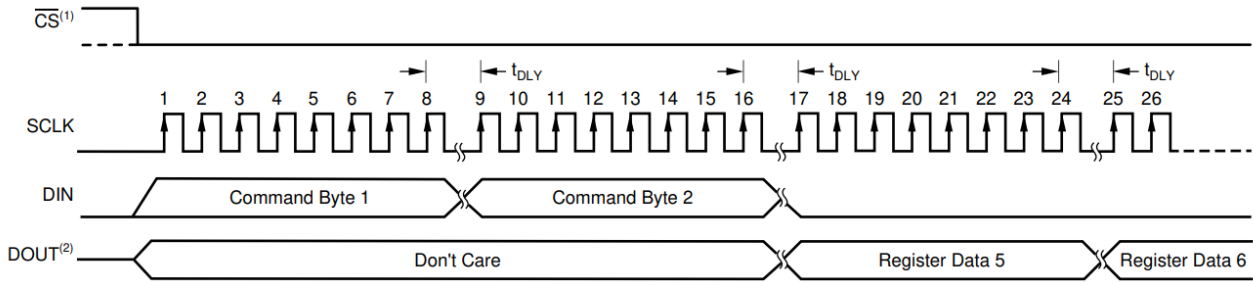 CS(1)
tDLY tDLY tDLY
1 2 3 4 5 6 7 8 9 10 11 12 13 14 15 16 17 18 19 20 21 22 23 24 25 26
SCLK
DIN Command Byte 1 Command Byte 2
DOUT(2) Don't Care Register Data 5 Register Data 6